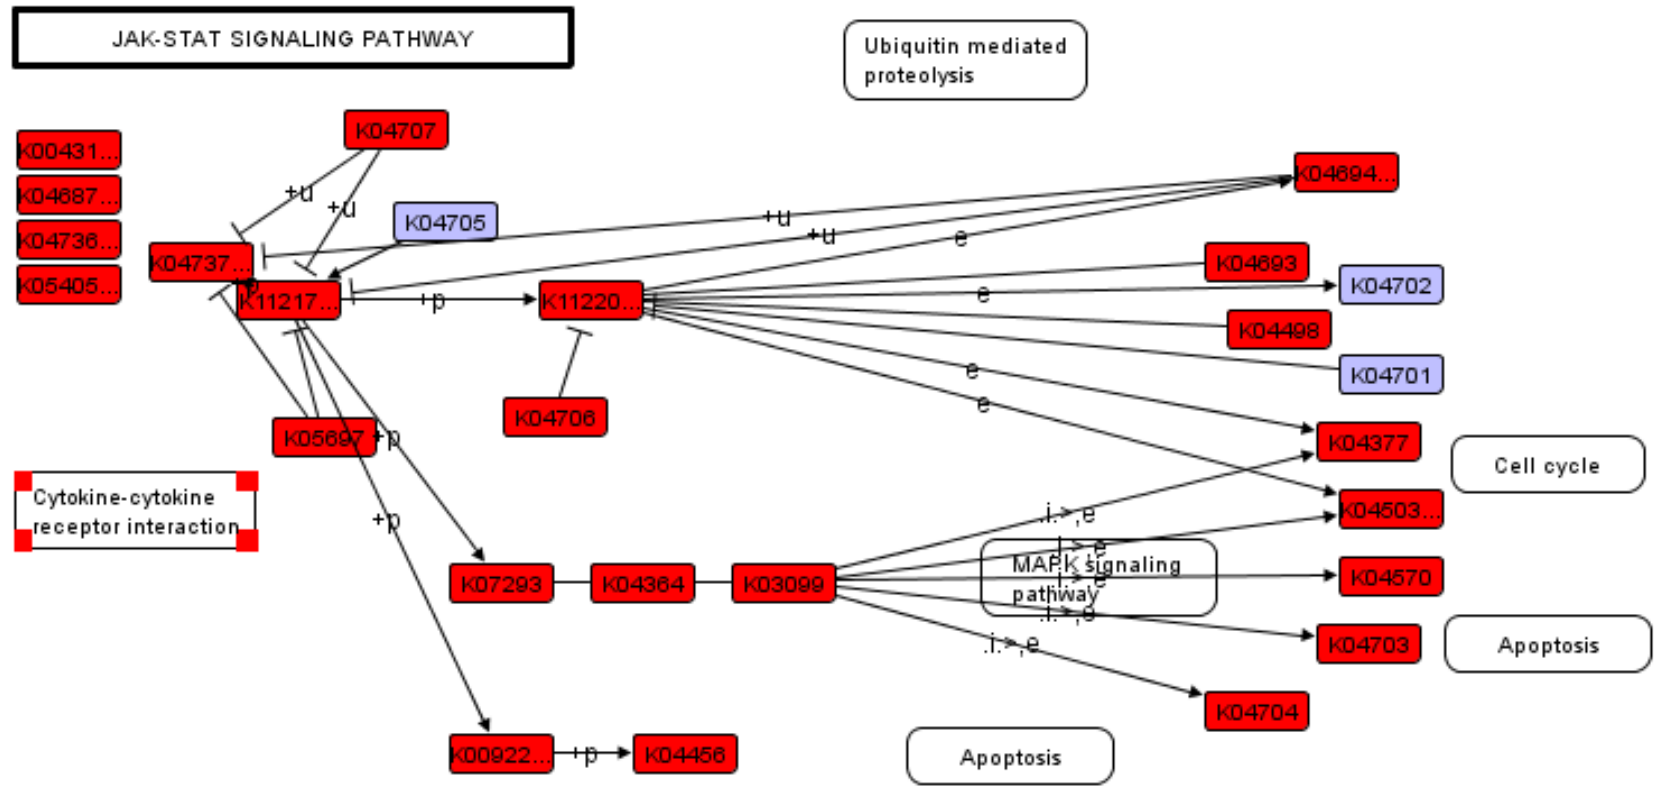 JAK-STAT SIGNALING PATHWAY
Ubiquitin mediated
proteolysis
K04707
K00431...
K04694...
K04687...
+u
+u
K04705
+u
K04736...
+u
e
K04737...
K04693
K05405...
+p
K11217...
+p
K11220...
e
K04702
K04498
e
K04701
e
K04706
K05697
+p
K04377
Cell cycle
Cytokine-cytokine
receptor interaction
+p
K04503...
.i.>,e
.i.>,e
MAPK signaling
pathway
.i.>,e
.i.>,e
K07293
K04364
K03099
K04570
.i.>,e
K04703
Apoptosis
K04704
K00922...
+p
K04456
Apoptosis